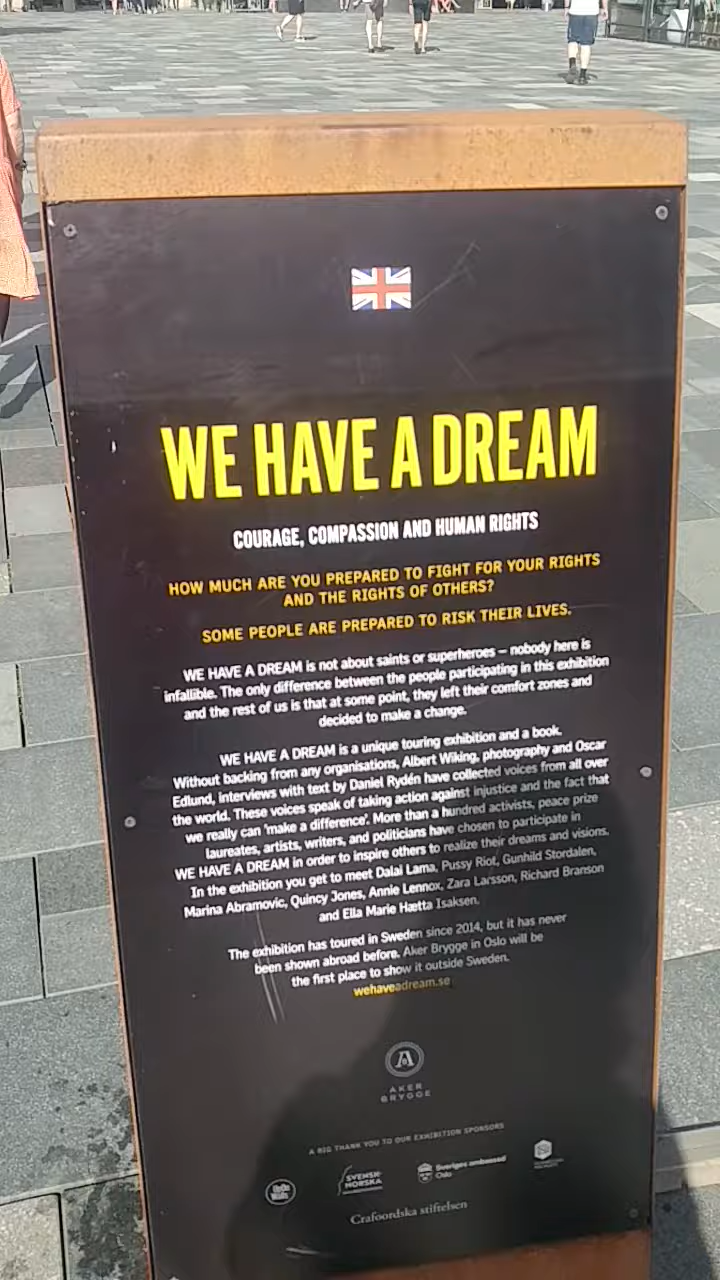 WE HAVE A DREAM
COURAGE, COMPASSION AND HUMAN RIGHTS
HOW MUCH ARE YOU PREPARED TO FIGHT FOR YOUR RIGHTS
AND THE RIGHTS OF OTHERS?
SOME PEOPLE ARE PREPARED TO RISK THEIR LIVES.
WE HAVE A DREAM is not about saints or superheroes – nobody here is
infallible. The only difference between the people participating in this exhibition
and the rest of us is that at some point, they left their comfort zones and
decided to make a change.
WE HAVE A DREAM is a unique touring exhibition and a book.
Without backing from any organisations, Albert Wiking, photography and Oscar
Edlund, interviews with text by Daniel Rydén have collected voices from all over
the world. These voices speak of taking action against injustice and the fact that
we really can 'make a difference'. More than a hundred activists, peace prize
laureates, artists, writers, and politicians have chosen to participate in
WE HAVE A DREAM in order to inspire others to realize their dreams and visions.
In the exhibition you get to meet Dalai Lama, Pussy Riot, Gunhild Stordalen,
Marina Abramovic, Quincy Jones, Annie Lennox, Zara Larsson, Richard Branson
and Ella Marie Hætta Isaksen.
The exhibition has toured in Sweden since 2014, but it has never
been shown abroad before. Aker Brygge in Oslo will be
the first place to show it outside Sweden.
wehaveadream.se
A
AKER
BRYGGE
A BIG THANK YOU TO OUR EXHIBITION SPONSORS
SVENSK-
NORSKA
Sveriges ambassad
Oslo
Crafoordska stiftelsen